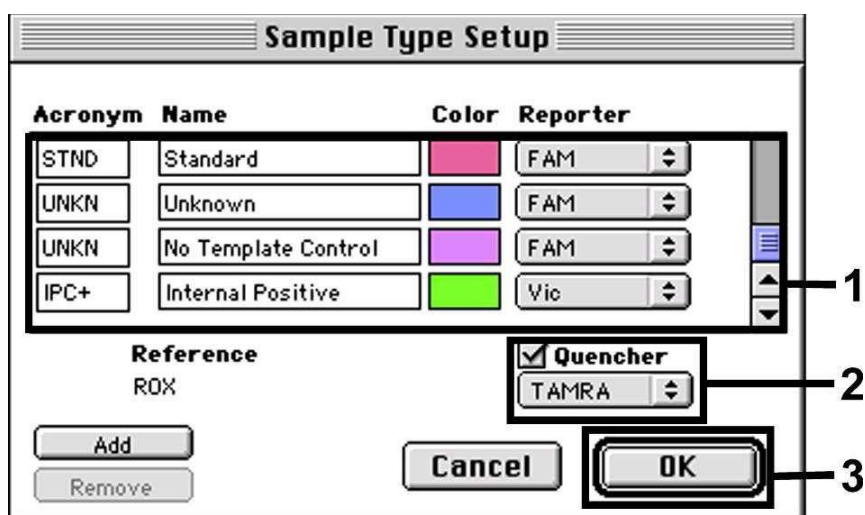 Sample Type Setup
Acronym Name Color Reporter
STND Standard FAM
UNKN Unknown FAM
UNKN No Template Control FAM
IPC+ Internal Positive Vic
1
Reference Quencher
ROX TAMRA
2
Add
Remove
Cancel OK
3